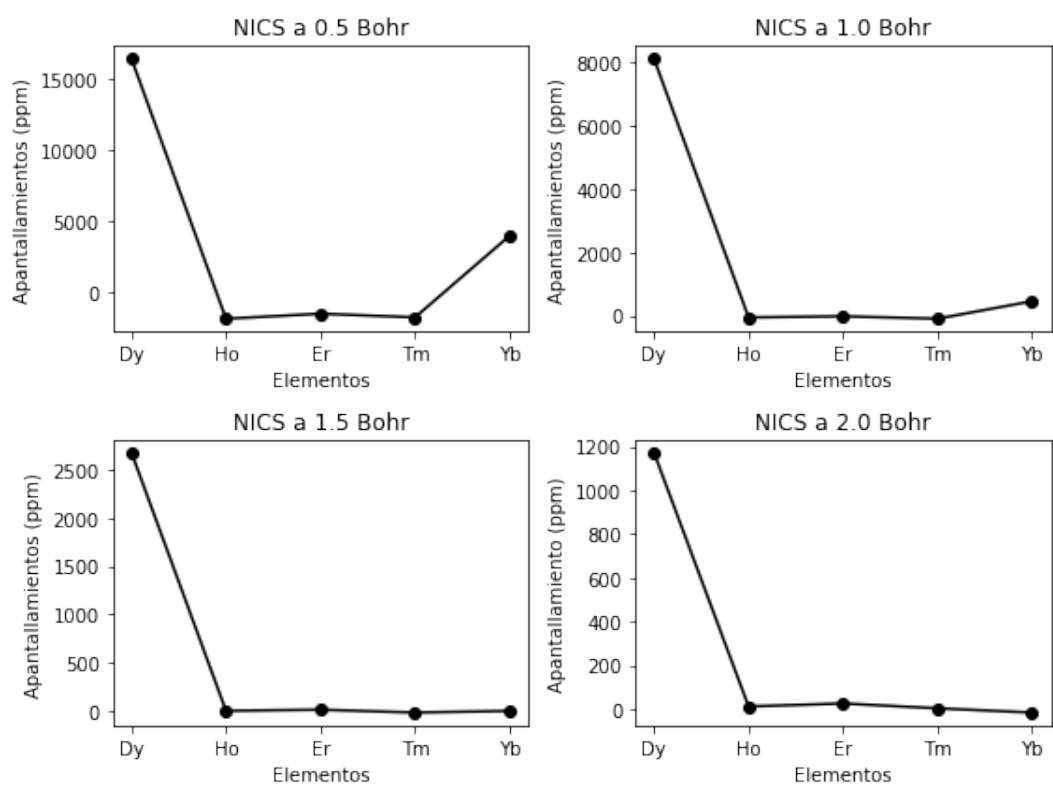 NICS a 0.5 Bohr
Apantallamientos (ppm)
15000
10000
5000
0
Dy Ho Er Tm Yb
Elementos
NICS a 1.0 Bohr
Apantallamientos (ppm)
8000
6000
4000
2000
0
Dy Ho Er Tm Yb
Elementos
NICS a 1.5 Bohr
Apantallamientos (ppm)
2500
2000
1500
1000
500
0
Dy Ho Er Tm Yb
Elementos
NICS a 2.0 Bohr
Apantallamiento (ppm)
1200
1000
800
600
400
200
0
Dy Ho Er Tm Yb
Elementos